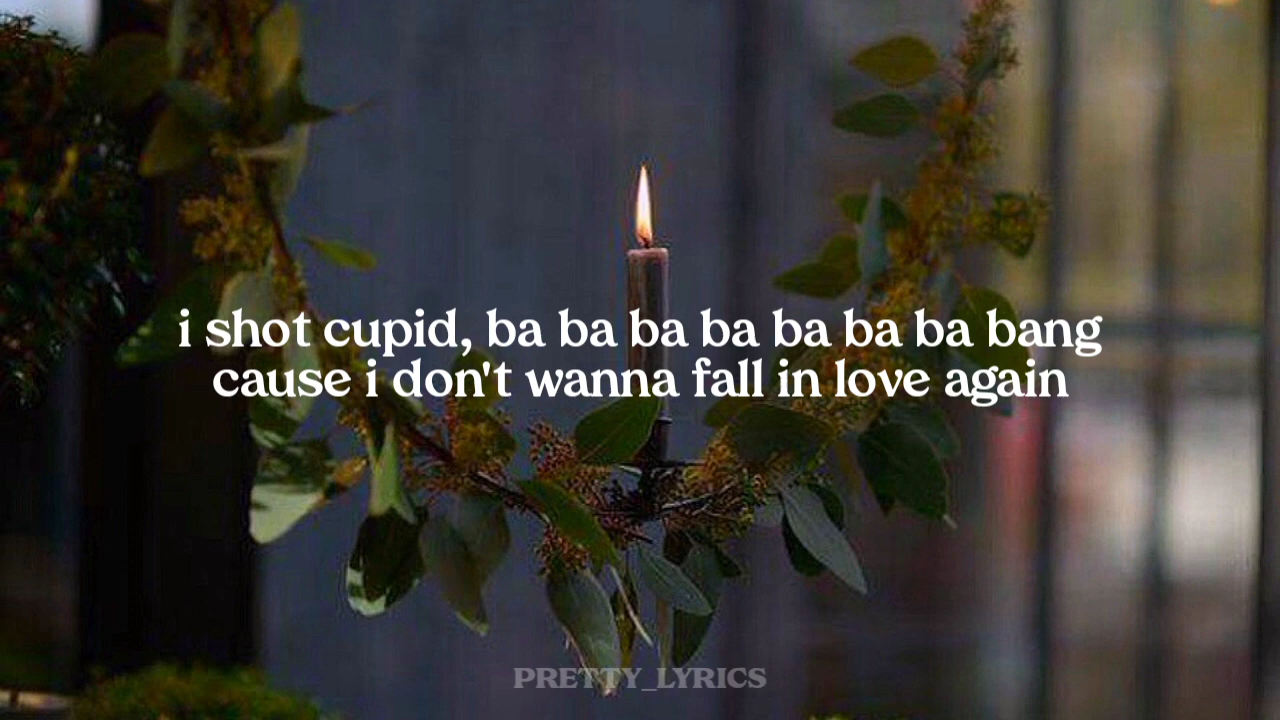 i shot cupid, ba ba ba ba ba ba ba bang
cause i don't wanna fall in love again
PRETTY_LYRICS